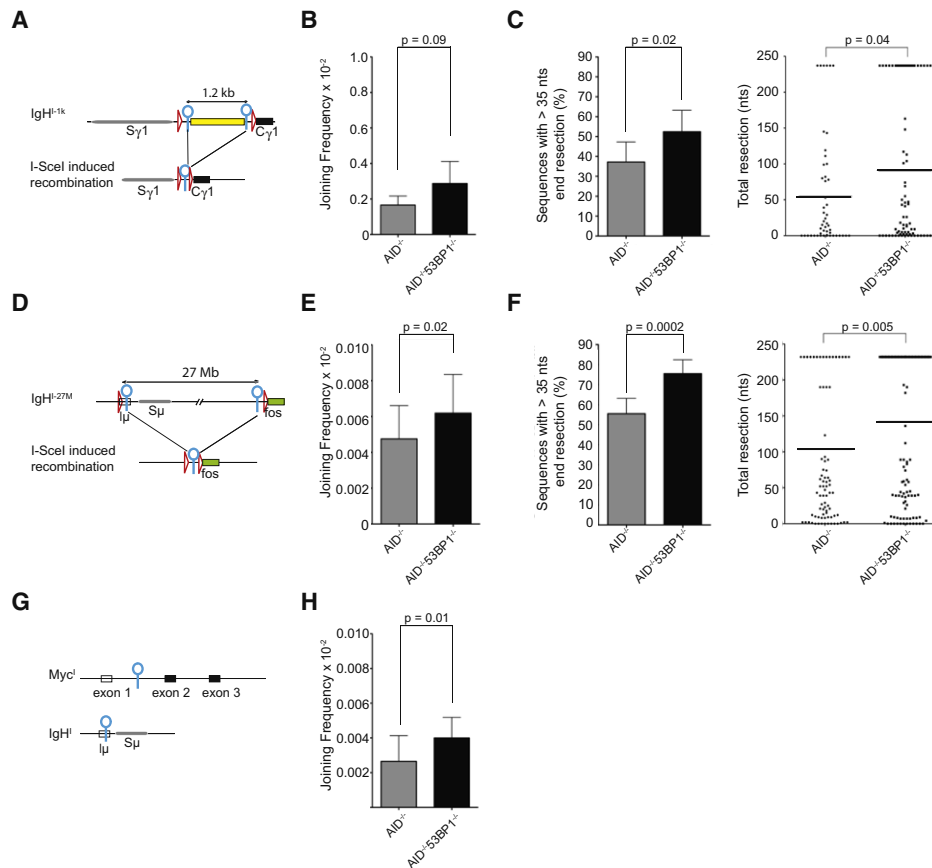 A
IgH^I-1k
1.2 kb
Sγ1
Cγ1
I-SceI induced
recombination
Sγ1
Cγ1
B
p = 0.09
Joining Frequency x 10^-2
1.0
0.8
0.6
0.4
0.2
0
AID^-/-
AID^-/-53BP1^-/-
C
p = 0.02
Sequences with > 35 nts
end resection (%)
90
80
70
60
50
40
30
20
10
0
AID^-/-
AID^-/-53BP1^-/-
p = 0.04
Total resection (nts)
250
200
150
100
50
0
AID^-/-
AID^-/-53BP1^-/-
D
27 Mb
IgH^I-27M
Iμ
Sμ
fos
I-SceI induced
recombination
fos
E
p = 0.02
Joining Frequency x 10^-2
0.010
0.008
0.006
0.004
0.002
0
AID^-/-
AID^-/-53BP1^-/-
F
p = 0.0002
Sequences with > 35 nts
end resection (%)
90
80
70
60
50
60
70
80
10
0
AID^-/-
AID^-/-53BP1^-/-
p = 0.005
Total resection (nts)
250
200
150
100
50
0
AID^-/-
AID^-/-53BP1^-/-
G
Myc^I
exon 1
exon 2
exon 3
IgH^I
Iμ
Sμ
H
p = 0.01
Joining Frequency x 10^-2
0.010
0.008
0.006
0.004
0.002
AID^-/-
AID^-/-53BP1^-/-